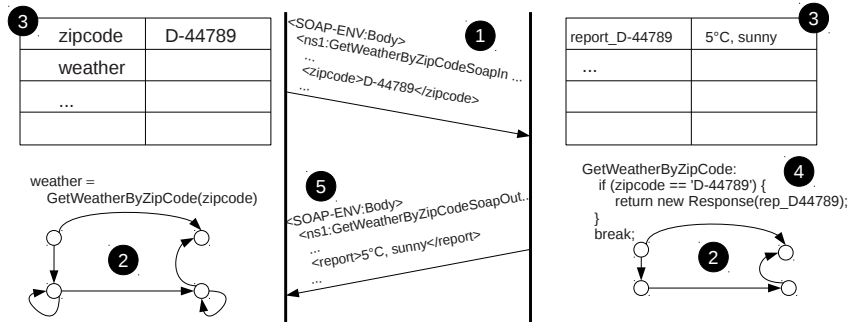 3
zipcode D-44789
weather
...
weather =
GetWeatherByZipCode(zipcode)
2
1
<SOAP-ENV:Body>
<ns1:GetWeatherByZipCodeSoapIn ...
...
<zipcode>D-44789</zipcode>
...
5
<SOAP-ENV:Body>
<ns1:GetWeatherByZipCodeSoapOut...
...
<report>5°C, sunny</report>
...
3
report_D-44789 5°C, sunny
...
4
GetWeatherByZipCode:
if (zipcode == 'D-44789') {
return new Response(rep_D44789);
}
break;
2